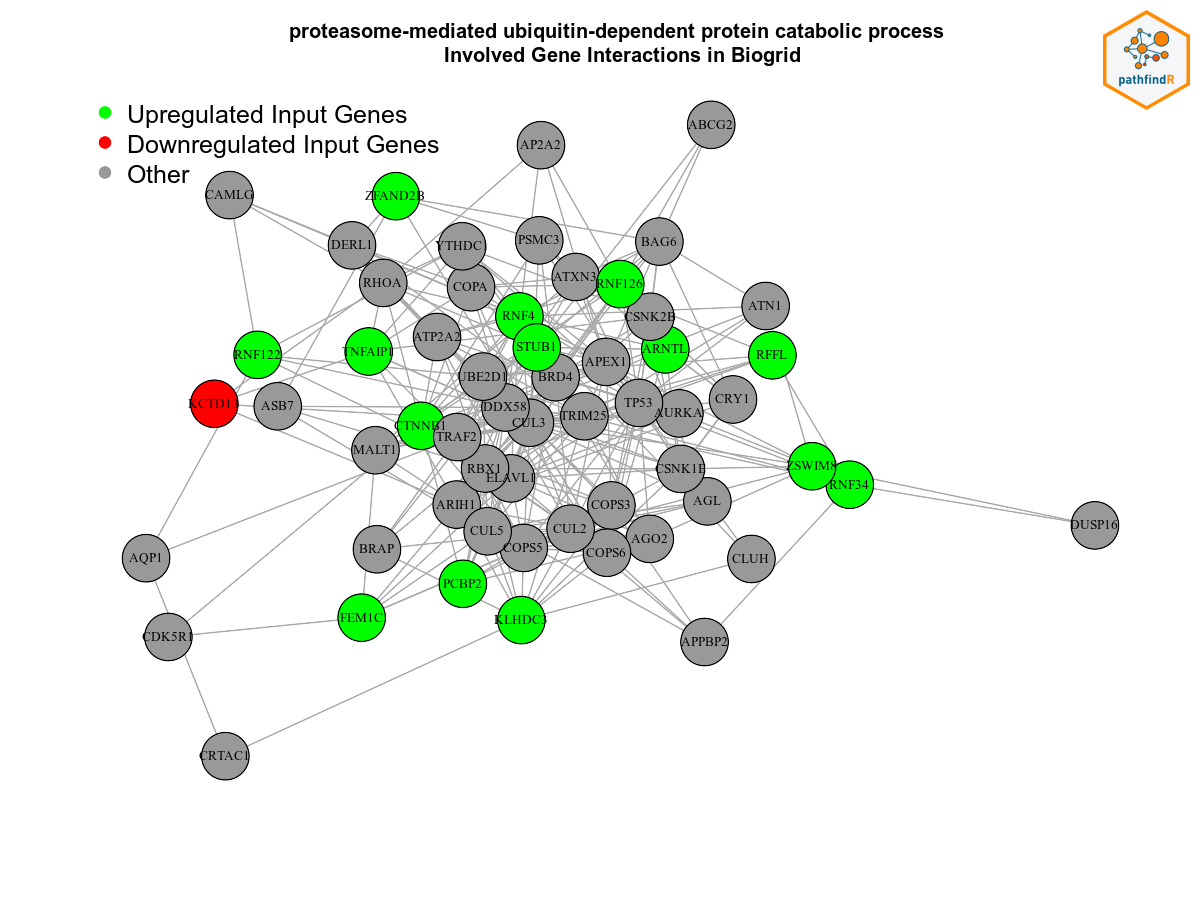 proteasome-mediated ubiquitin-dependent protein catabolic process
Involved Gene Interactions in Biogrid
pathfindR
Upregulated Input Genes
Downregulated Input Genes
Other
ABCG2
AP2A2
CAMLG
ZFAND2B
DERL1
YTHDC1
PSMC3
BAG6
RHOA
COPA
ATXN3
RNF126
ATN1
RNF4
CSNK2B
ATP2A2
TNFAIP1
RNF122
STUB1
ARNTL
RFFL
APEX1
UBE2D1
BRD4
KCTD13
ASB7
DDX58
TP53
CRY1
AURKA
TRIM25
CUL3
CTNNB1
TRAF2
MALT1
RBX1
ELAVL1
CSNK1E
ZSWIM8
RNF34
ARIH1
COPS3
AGL
DUSP16
CUL5
CUL2
AGO2
BRAP
COPS5
COPS6
CLUH
AQP1
PCBP2
FEM1C
KLHDC3
CDK5R1
APPBP2
CRTAC1